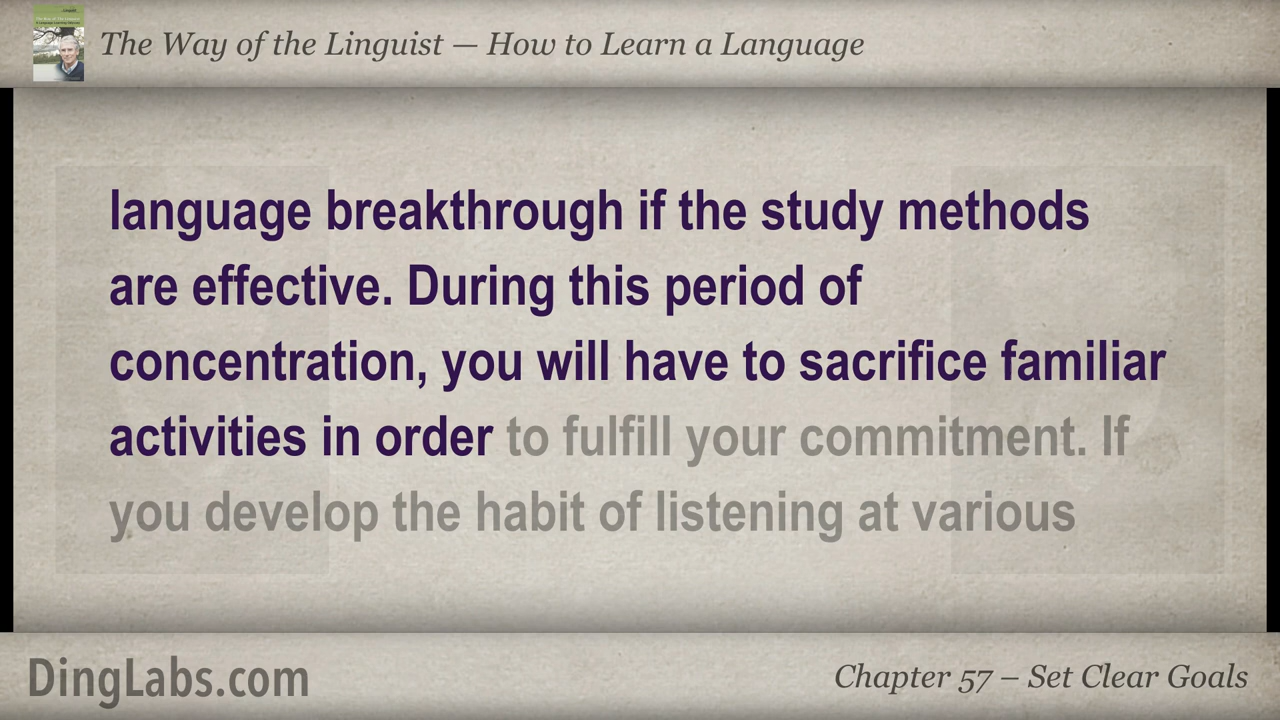 The Way of the Linguist — How to Learn a Language
language breakthrough if the study methods
are effective. During this period of
concentration, you will have to sacrifice familiar
activities in order to fulfill your commitment. If
you develop the habit of listening at various
DingLabs.com
Chapter 57 – Set Clear Goals